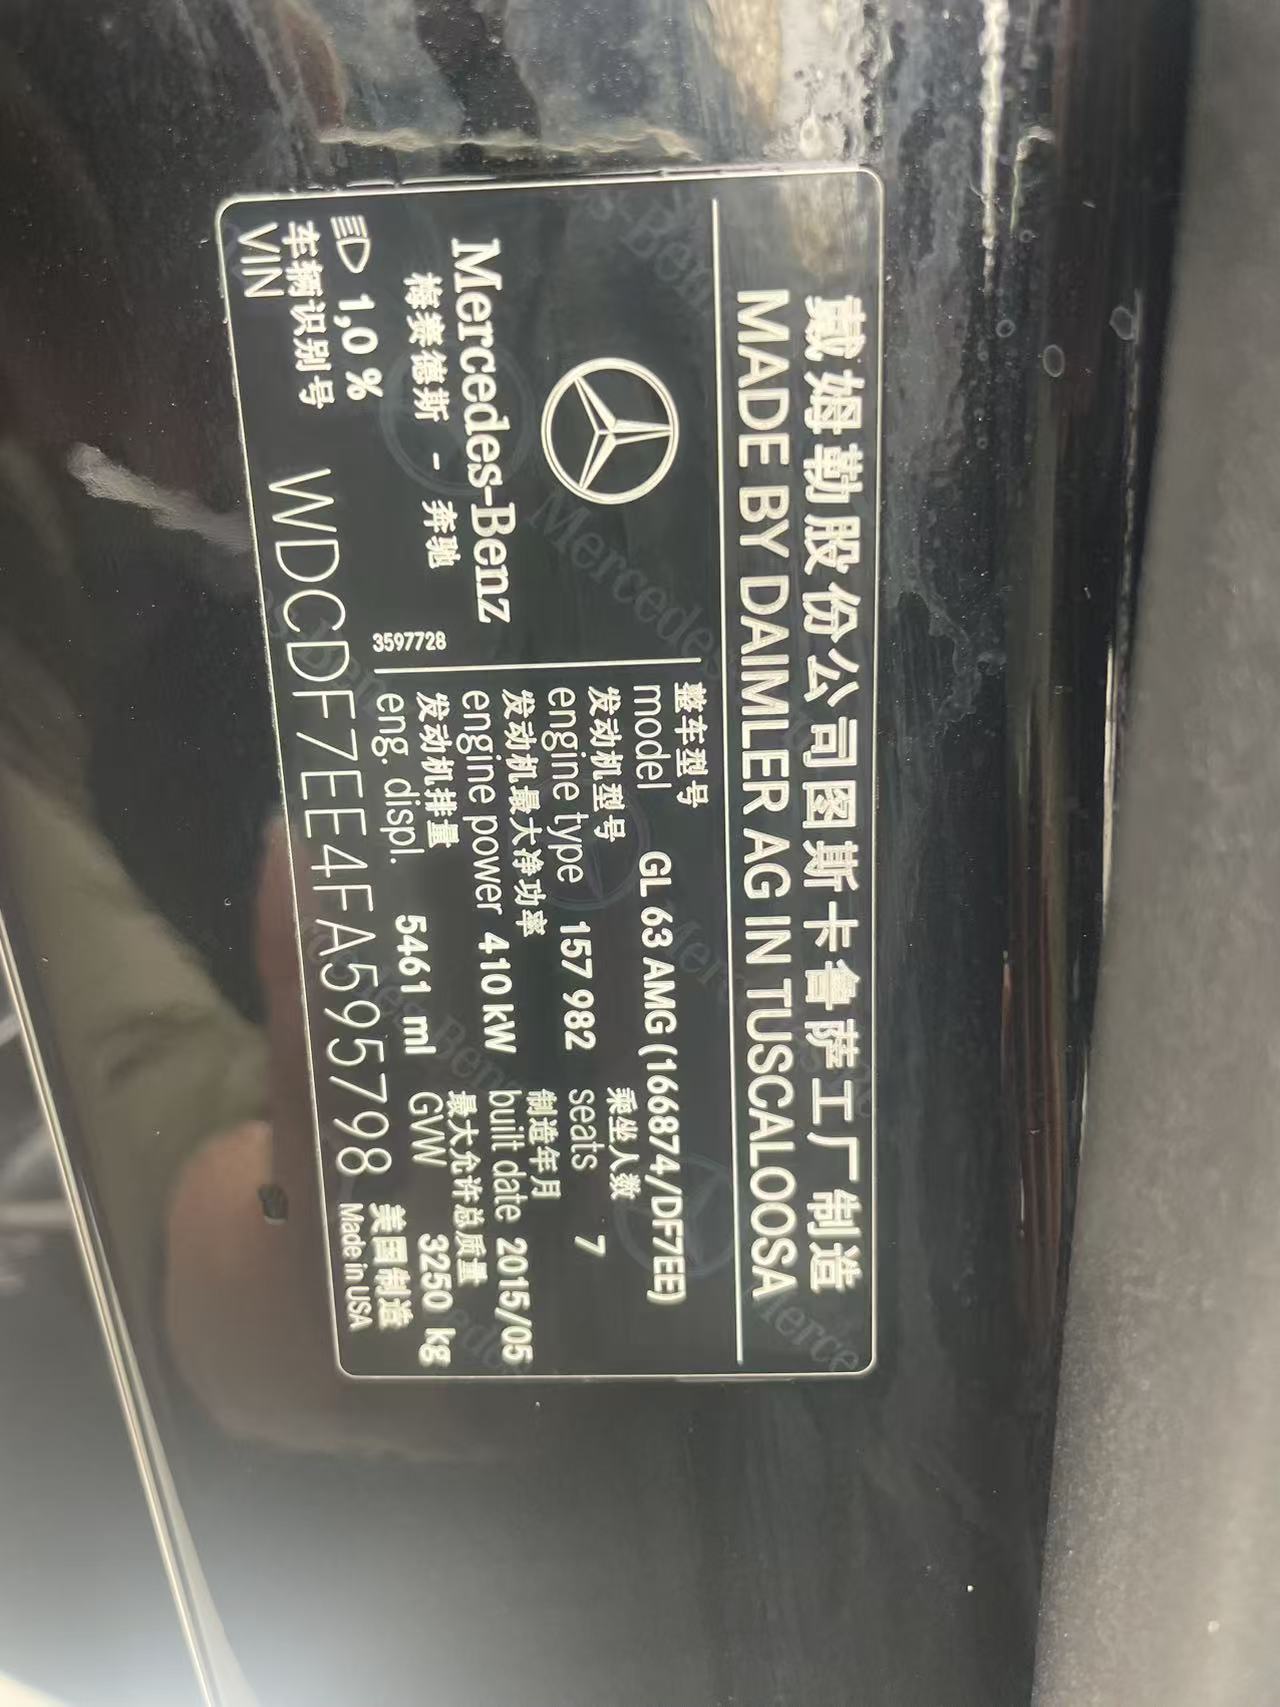 戴姆勒股份公司图斯卡鲁萨工厂制造
MADE BY DAIMLER AG IN TUSCALOOSA
Mercedes-Benz
梅赛德斯 - 奔驰
1,0 %
3597728
整车型号
model GL 63 AMG (166874/DF7EE)
发动机型号
engine type 157 982
乘坐人数
seats 7
发动机最大净功率
engine power 410 kW
制造年月
built date 2015/05
发动机排量
eng. displ. 5461 ml
最大允许总质量
GVW 3250 kg
车辆识别号
VIN WDCDF7EE4FA595798
美国制造
Made in USA